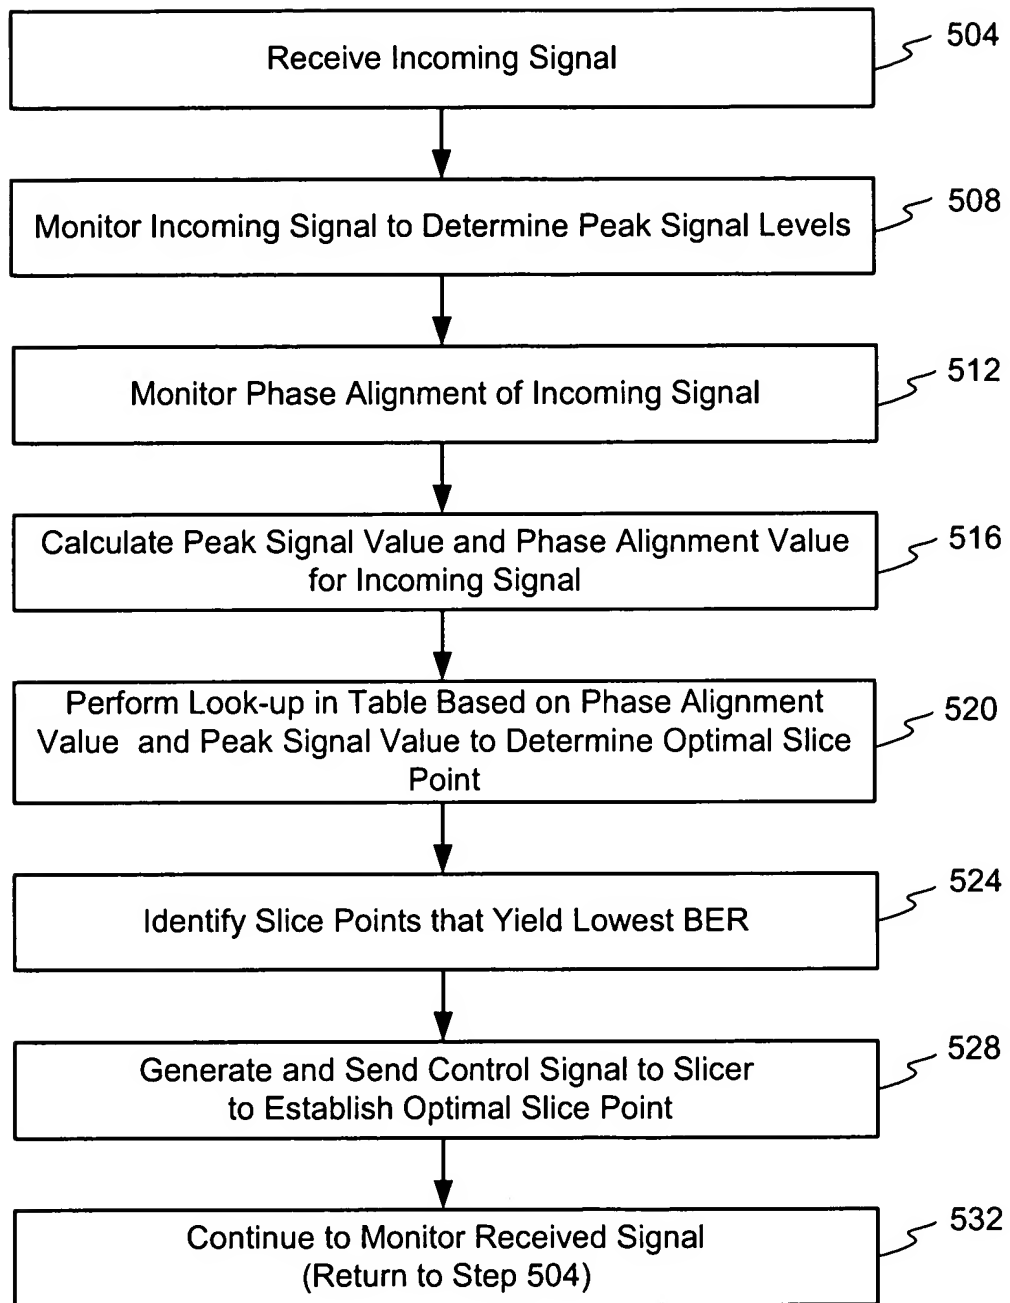 Receive Incoming Signal
504
Monitor Incoming Signal to Determine Peak Signal Levels
508
Monitor Phase Alignment of Incoming Signal
512
Calculate Peak Signal Value and Phase Alignment Value
for Incoming Signal
516
Perform Look-up in Table Based on Phase Alignment
Value and Peak Signal Value to Determine Optimal Slice
Point
520
Identify Slice Points that Yield Lowest BER
524
Generate and Send Control Signal to Slicer
to Establish Optimal Slice Point
528
Continue to Monitor Received Signal
(Return to Step 504)
532